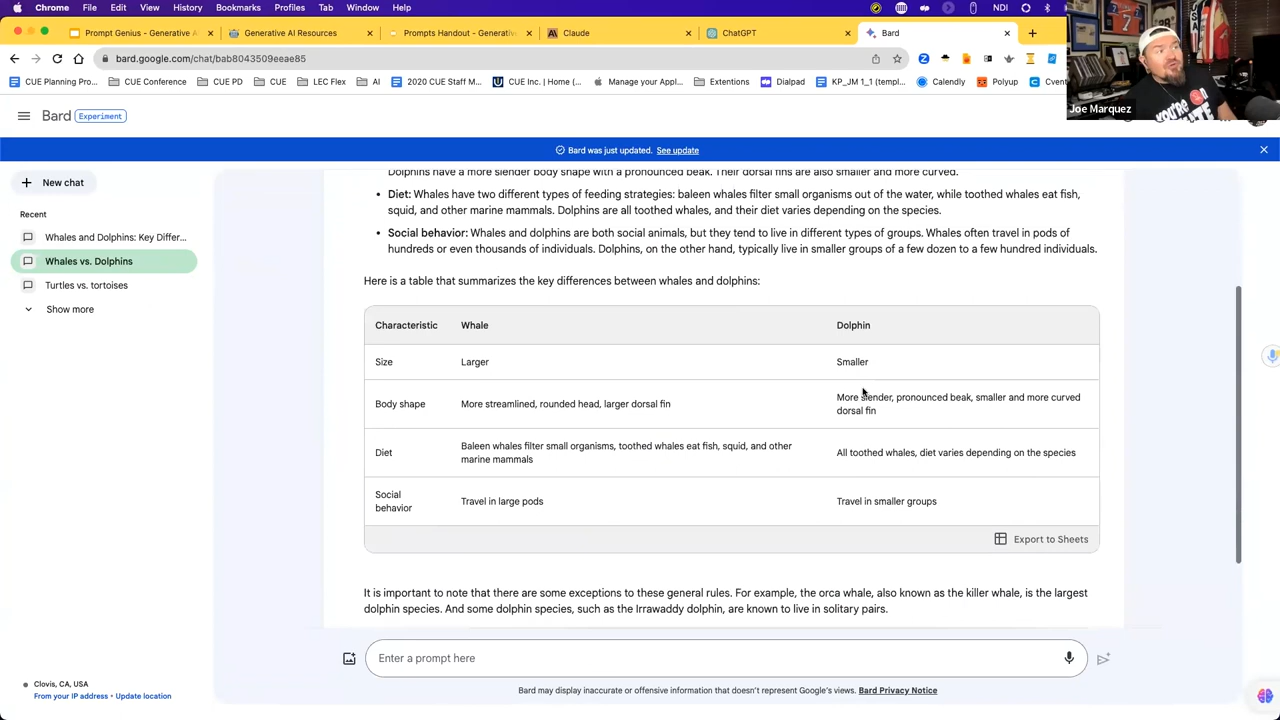 Chrome File Edit View History Bookmarks Profiles Tab Window Help NDI
Prompt Genius - Generative A
Generative AI Resources
Prompts Handout - Generative
Claude
ChatGPT
Bard
bard.google.com/chat/bab8043509eeae85
CUE Planning Pro...
CUE Conference
CUE PD
CUE
LEC Flex
AI
2020 CUE Staff M...
CUE Inc. | Home (...
Manage your Appl...
Extentions
Dialpad
KP_JM 1_1 (templ...
Calendly
Polyup
Cvent
Joe Marquez
Bard Experiment
Bard was just updated. See update
New chat
Recent
Whales and Dolphins: Key Differ...
Whales vs. Dolphins
Turtles vs. tortoises
Show more
Dolphins have a more slender body shape with a pronounced beak. Their dorsal fins are also smaller and more curved.
• Diet: Whales have two different types of feeding strategies: baleen whales filter small organisms out of the water, while toothed whales eat fish,
squid, and other marine mammals. Dolphins are all toothed whales, and their diet varies depending on the species.
• Social behavior: Whales and dolphins are both social animals, but they tend to live in different types of groups. Whales often travel in pods of
hundreds or even thousands of individuals. Dolphins, on the other hand, typically live in smaller groups of a few dozen to a few hundred individuals.
Here is a table that summarizes the key differences between whales and dolphins:
Characteristic Whale Dolphin
Size Larger Smaller
Body shape More streamlined, rounded head, larger dorsal fin More slender, pronounced beak, smaller and more curved
dorsal fin
Diet Baleen whales filter small organisms, toothed whales eat fish, squid, and other
marine mammals All toothed whales, diet varies depending on the species
Social
behavior Travel in large pods Travel in smaller groups
Export to Sheets
It is important to note that there are some exceptions to these general rules. For example, the orca whale, also known as the killer whale, is the largest
dolphin species. And some dolphin species, such as the Irrawaddy dolphin, are known to live in solitary pairs.
Enter a prompt here
Clovis, CA, USA
From your IP address • Update location
Bard may display inaccurate or offensive information that doesn't represent Google's views. Bard Privacy Notice